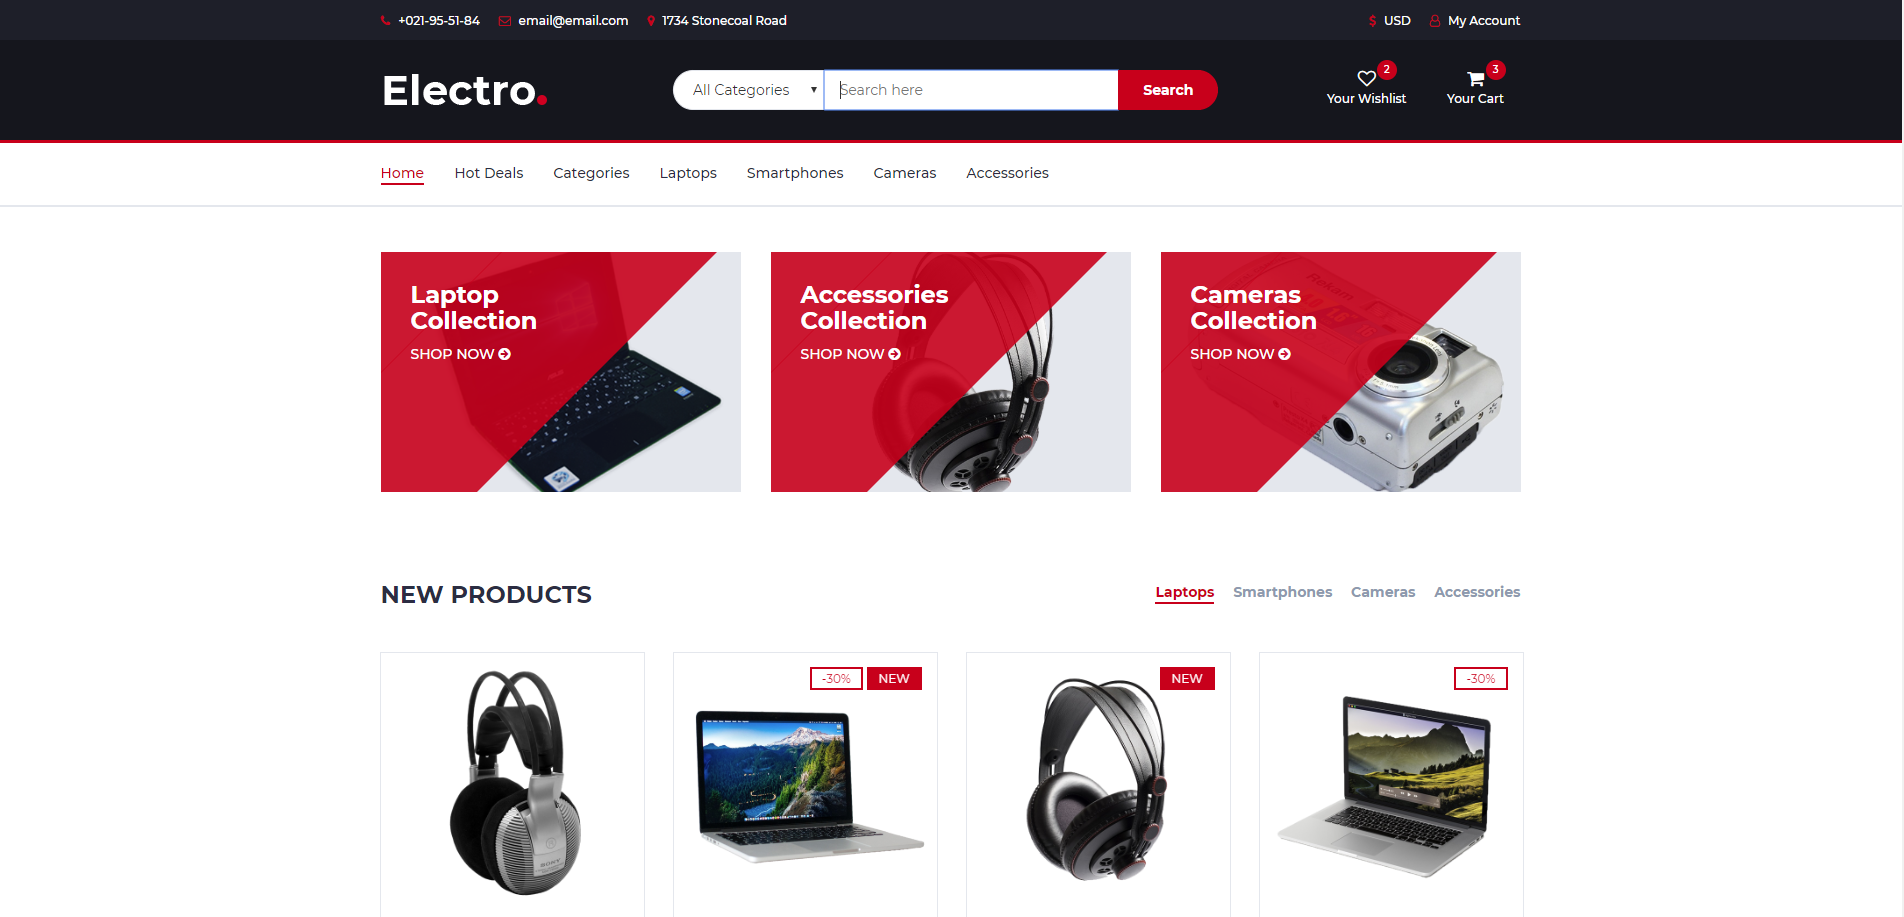 +021-95-51-84 email@email.com 1734 Stonecoal Road $ USD My Account
Electro.
All Categories Search here Search
2
Your Wishlist
3
Your Cart
Home Hot Deals Categories Laptops Smartphones Cameras Accessories
Laptop
Collection
SHOP NOW
Accessories
Collection
SHOP NOW
Cameras
Collection
SHOP NOW
Rekam
NEW PRODUCTS
Laptops Smartphones Cameras Accessories
SONY
-30% NEW
NEW
-30%